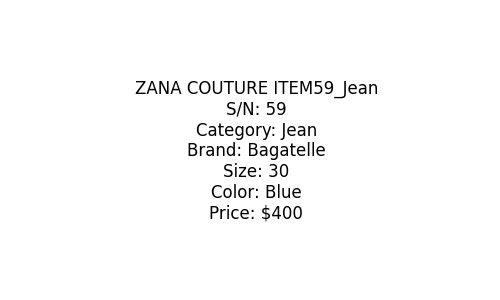 ZANA COUTURE ITEM59_Jean
S/N: 59
Category: Jean
Brand: Bagatelle
Size: 30
Color: Blue
Price: $400